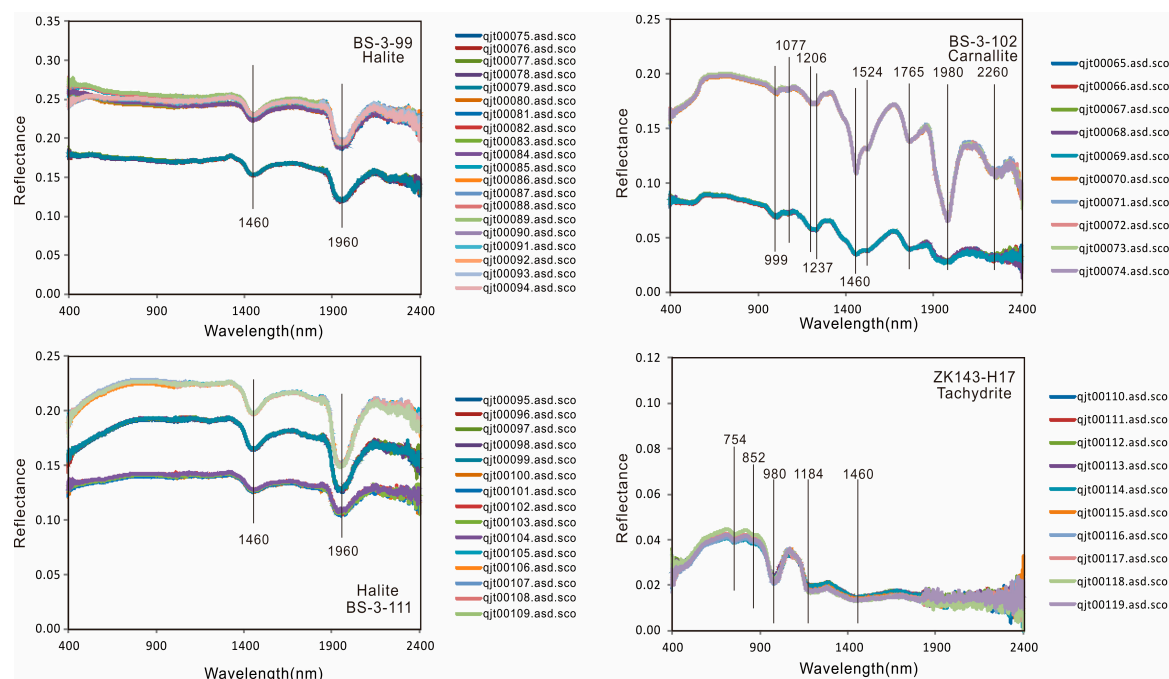 0.35
0.30
0.25
0.20
0.15
0.10
0.05
0.00
Reflectance
BS-3-99
Halite
1460
1960
400
900
1400
1900
2400
Wavelength(nm)
qjt00075.asd.sco
qjt00076.asd.sco
qjt00077.asd.sco
qjt00078.asd.sco
qjt00079.asd.sco
qjt00080.asd.sco
qjt00081.asd.sco
qjt00082.asd.sco
qjt00083.asd.sco
qjt00084.asd.sco
qjt00085.asd.sco
qjt00086.asd.sco
qjt00087.asd.sco
qjt00088.asd.sco
qjt00089.asd.sco
qjt00090.asd.sco
qjt00091.asd.sco
qjt00092.asd.sco
qjt00093.asd.sco
qjt00094.asd.sco
0.25
0.20
0.15
0.10
0.05
0.00
Reflectance
BS-3-102
Carnallite
1077
1206
1524
1765
1980
2260
999
1237
1460
400
900
1400
1900
2400
Wavelength(nm)
qjt00065.asd.sco
qjt00066.asd.sco
qjt00067.asd.sco
qjt00068.asd.sco
qjt00069.asd.sco
qjt00070.asd.sco
qjt00071.asd.sco
qjt00072.asd.sco
qjt00073.asd.sco
qjt00074.asd.sco
0.25
0.20
0.15
0.10
0.05
0.00
Reflectance
1460
1960
Halite
BS-3-111
400
900
1400
1900
2400
Wavelength(nm)
qjt00095.asd.sco
qjt00096.asd.sco
qjt00097.asd.sco
qjt00098.asd.sco
qjt00099.asd.sco
qjt00100.asd.sco
qjt00101.asd.sco
qjt00102.asd.sco
qjt00103.asd.sco
qjt00104.asd.sco
qjt00105.asd.sco
qjt00106.asd.sco
qjt00107.asd.sco
qjt00108.asd.sco
qjt00109.asd.sco
0.12
0.10
0.08
0.06
0.04
0.02
0.00
Reflectance
ZK143-H17
Tachydrite
754
852
980
1184
1460
400
900
1400
1900
2400
Wavelength(nm)
qjt00110.asd.sco
qjt00111.asd.sco
qjt00112.asd.sco
qjt00113.asd.sco
qjt00114.asd.sco
qjt00115.asd.sco
qjt00116.asd.sco
qjt00117.asd.sco
qjt00118.asd.sco
qjt00119.asd.sco